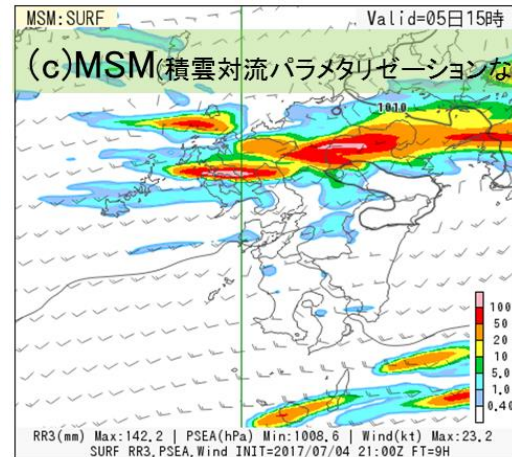 MSM:SURF
Valid=05日15時
(c)MSM(積雲対流パラメタリゼーションな
1010
100
50
20
10
5.0
1.0
0.40
RR3(mm) Max:142.2 | PSEA(hPa) Min:1008.6 | Wind(kt) Max:23.2
SURF RR3,PSEA,Wind INIT=2017/07/04 21:00Z FT=9H